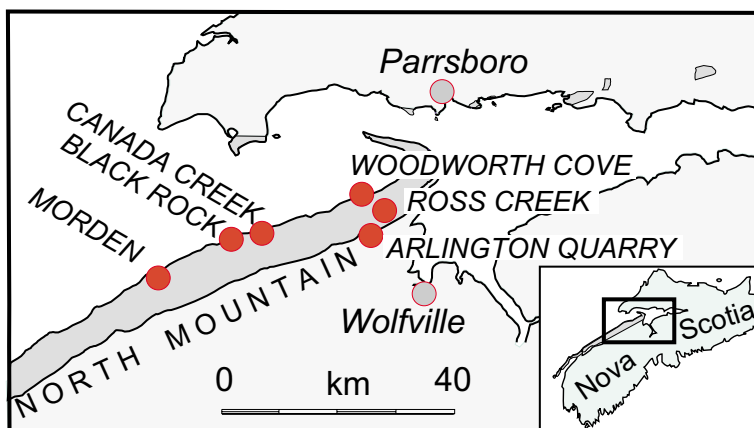 Parrsboro
CANADA CREEK
BLACK ROCK
WOODWORTH COVE
MORDEN
ROSS CREEK
ARLINGTON QUARRY
NORTH MOUNTAIN
Wolfville
0 40
km
Nova
Scotia